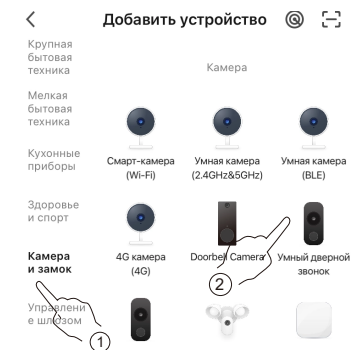 Добавить устройство
Крупная
бытовая
техника
Мелкая
бытовая
техника
Кухонные
приборы
Здоровье
и спорт
Камера
и замок
Управлени
е шлюзом
Камера
Смарт-камера
(Wi-Fi)
Умная камера
(2.4GHz&5GHz)
Умная камера
(BLE)
4G камера
(4G)
Doorbell Camera
Умный дверной
звонок
1
2